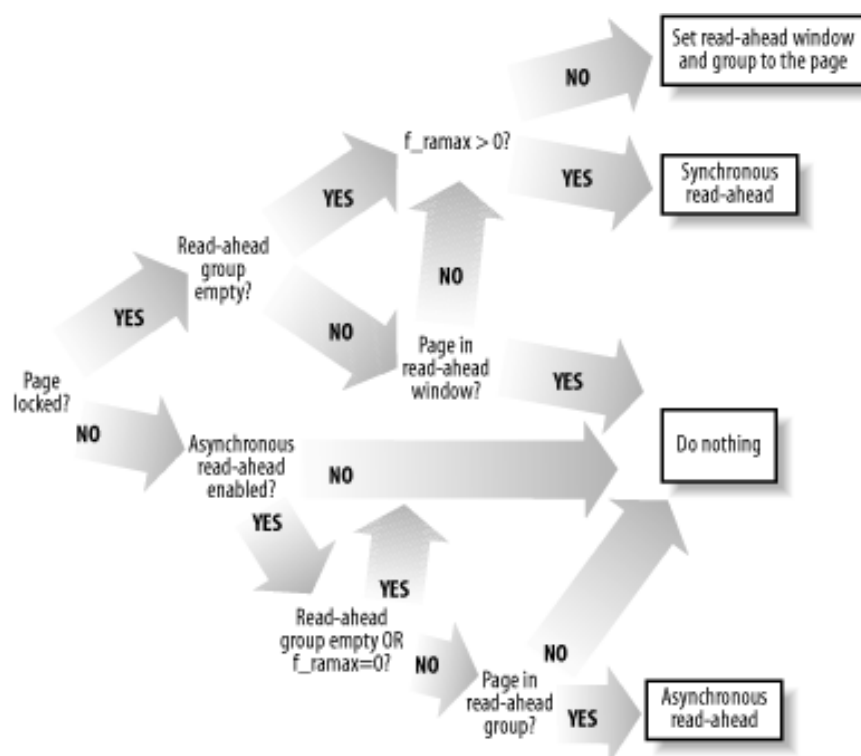 Set read-ahead window
and group to the page
NO
f_ramax > 0?
YES
Synchronous
read-ahead
YES
Read-ahead
group
empty?
NO
YES
NO
Page in
read-ahead
window?
YES
Page
locked?
NO
Asynchronous
read-ahead
enabled?
NO
Do nothing
YES
YES
Read-ahead
group empty OR
f_ramax=0?
NO
Page in
read-ahead
group?
NO
YES
Asynchronous
read-ahead